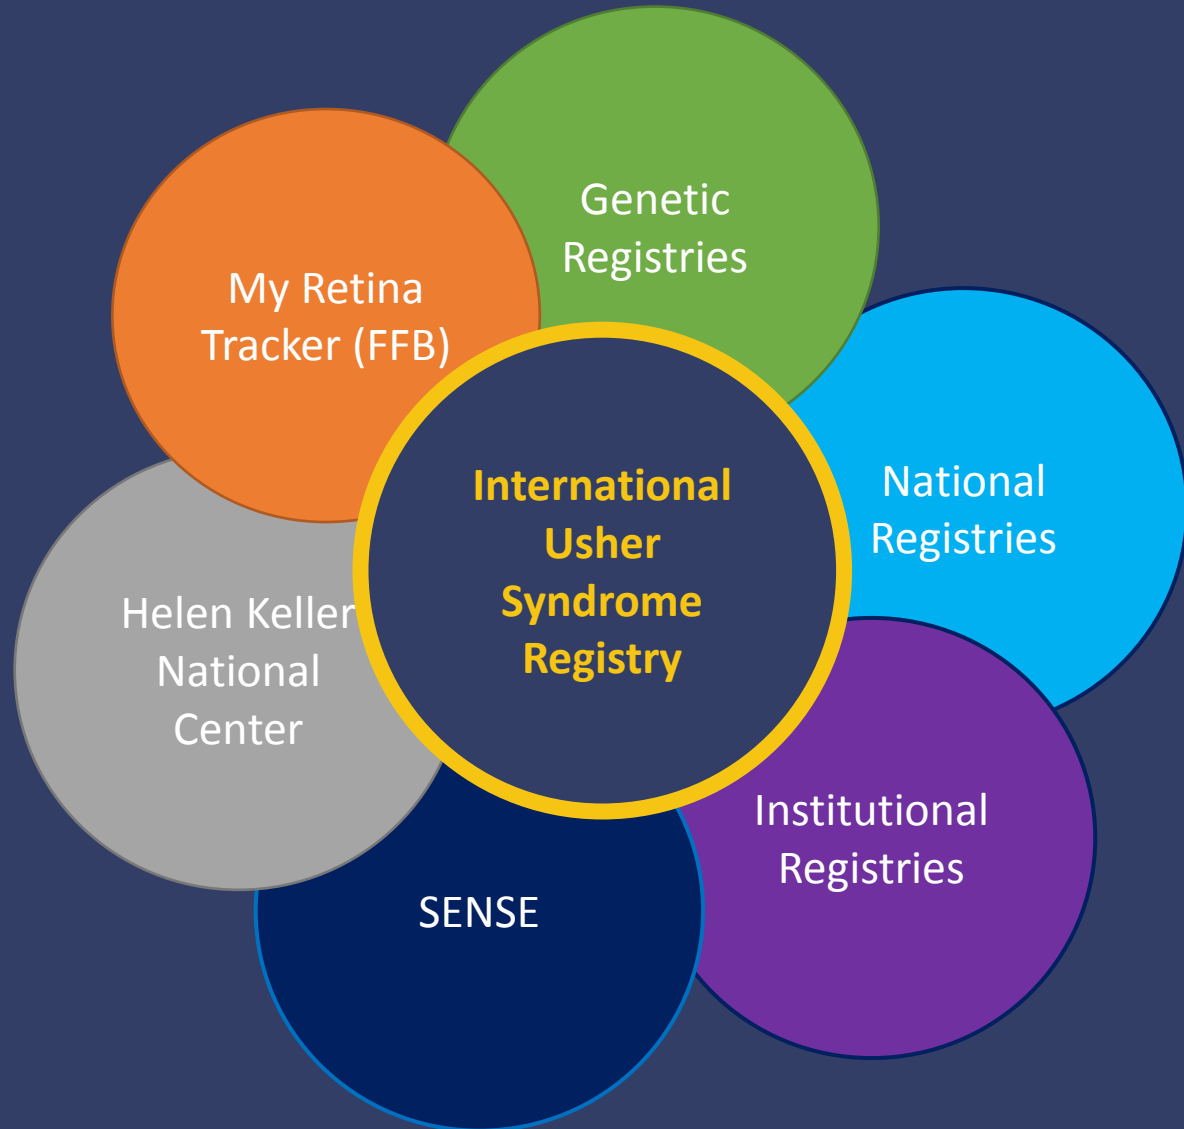 Genetic
Registries
My Retina
Tracker (FFB)
National
Registries
International
Usher
Syndrome
Registry
Helen Keller
National
Center
Institutional
Registries
SENSE